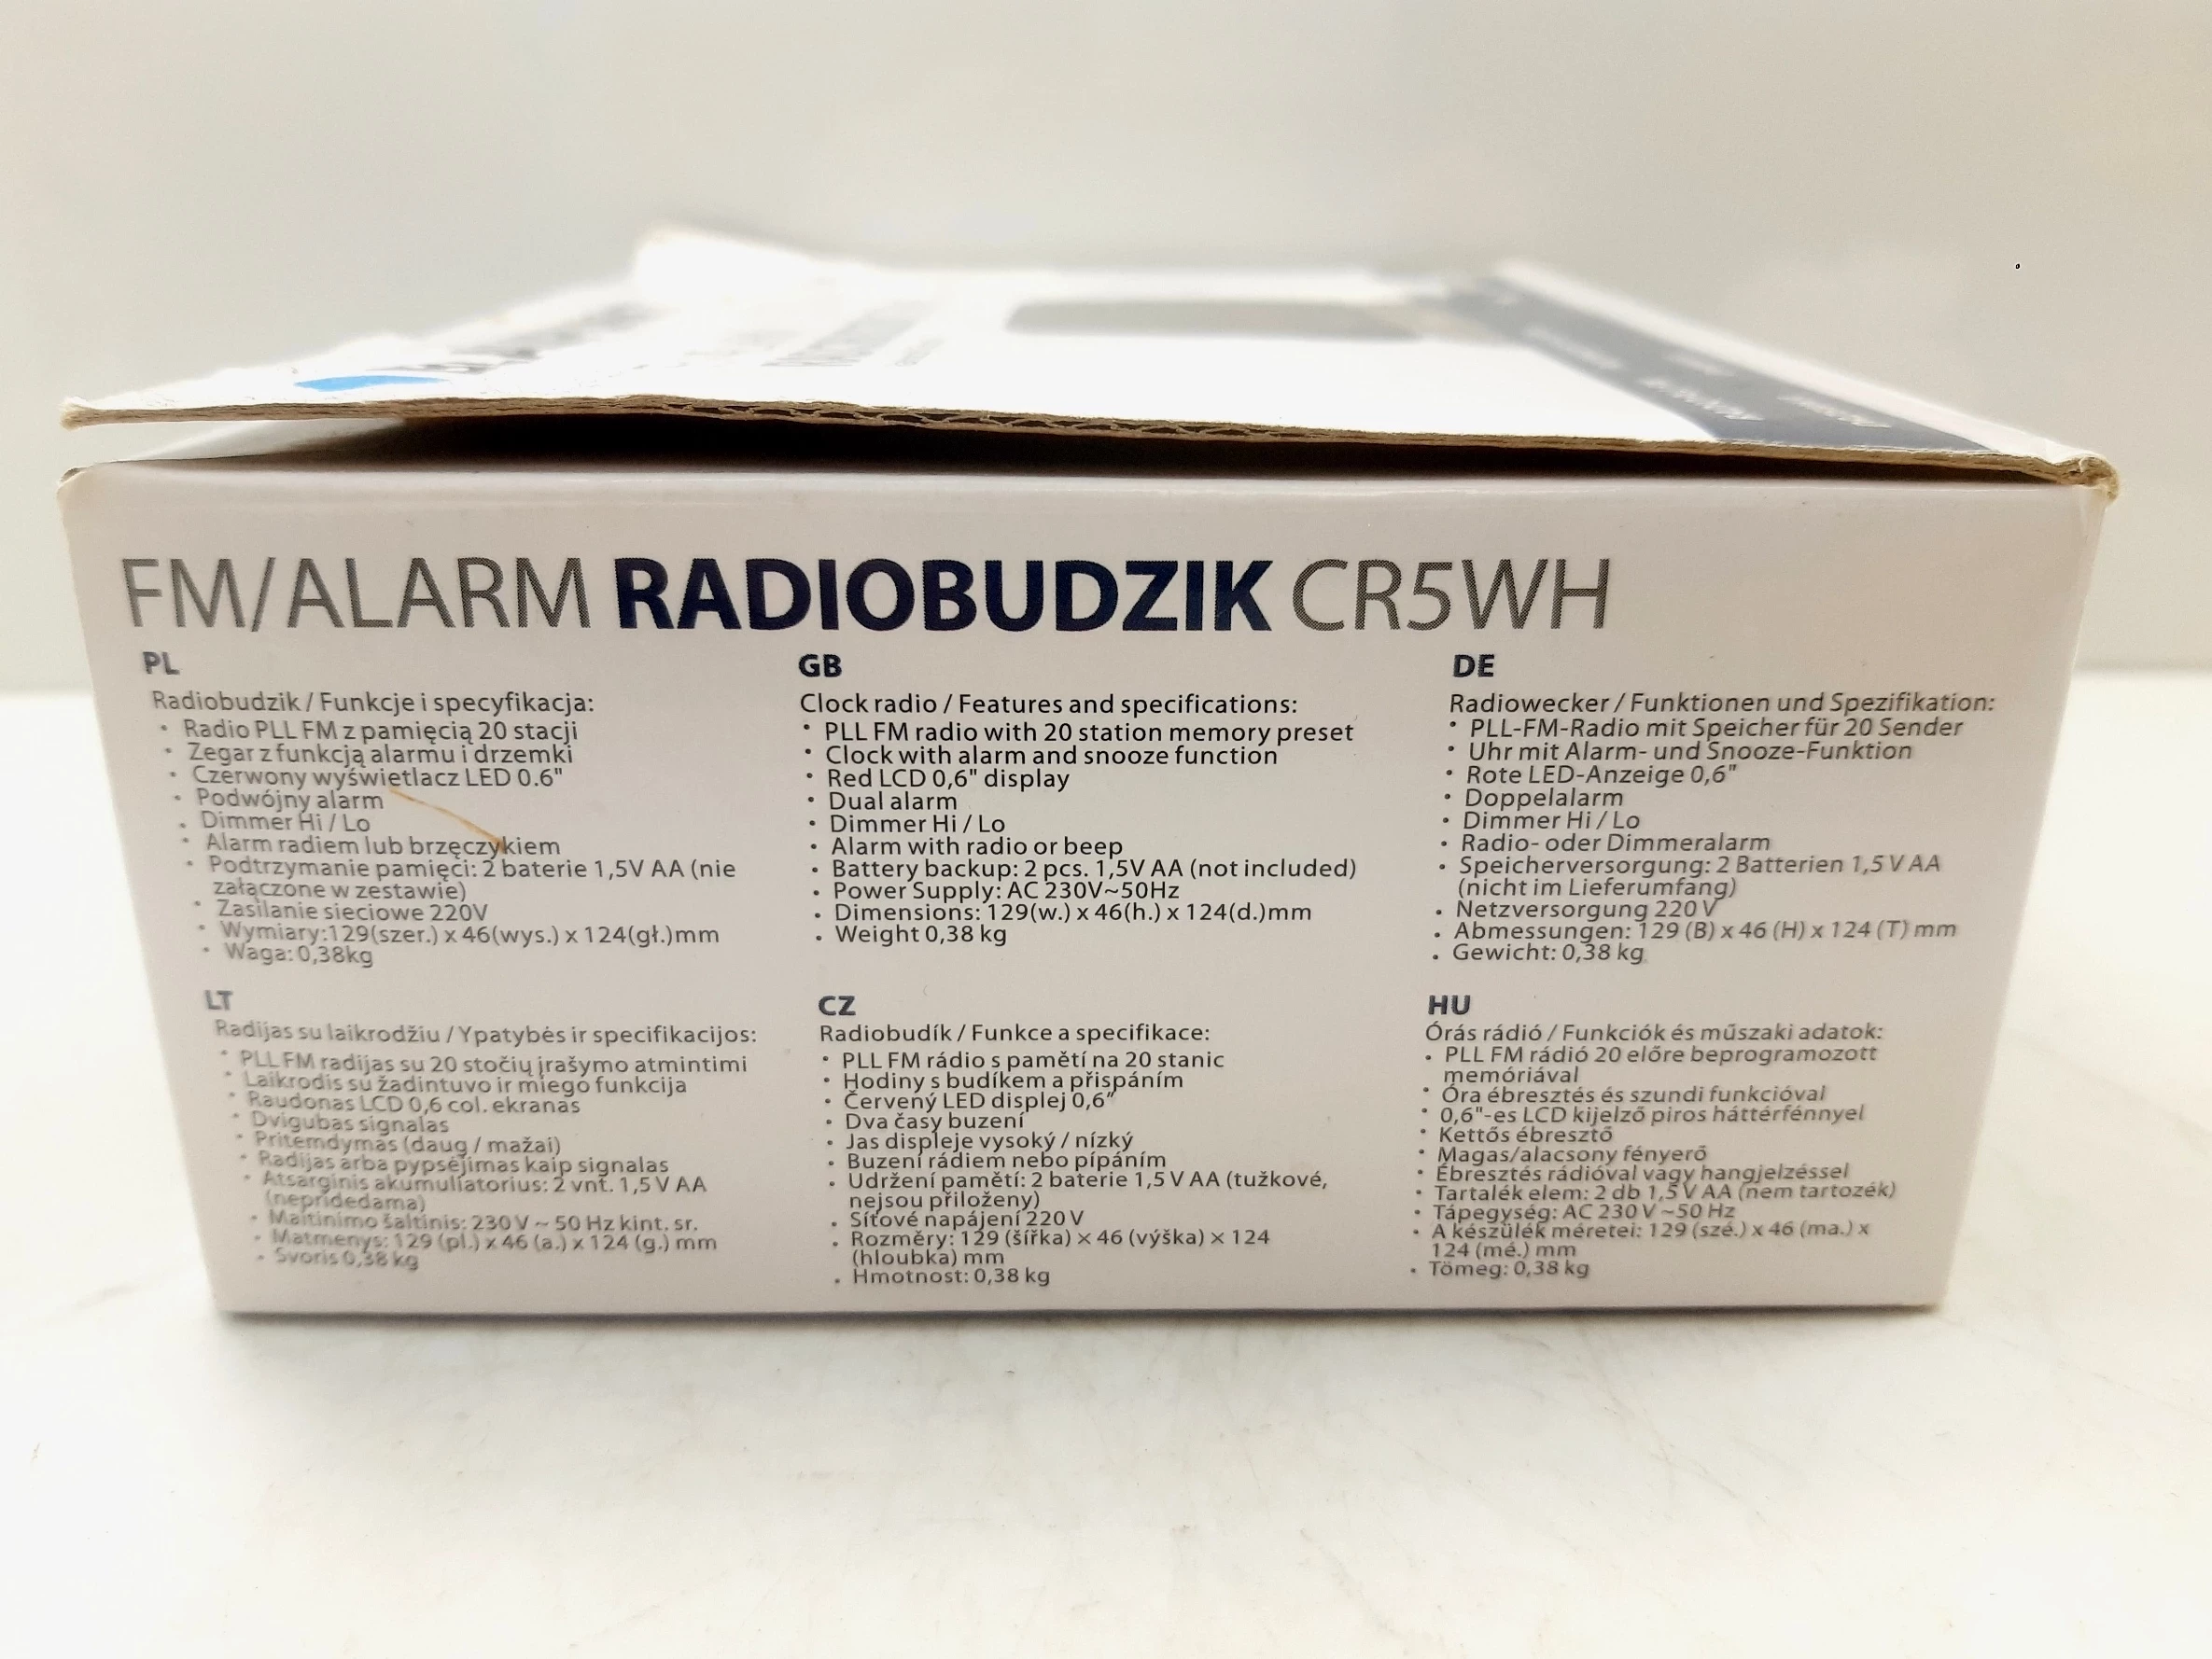 FM/ALARM RADIOBUDZIK CR5WH
PL
Radiobudzik / Funkcje i specyfikacja:
• Radio PLL FM z pamięcią 20 stacji
• Zegar z funkcją alarmu i drzemki
• Czerwony wyświetlacz LED 0.6"
• Podwójny alarm
• Dimmer Hi / Lo
• Alarm radiem lub brzęczykiem
• Podtrzymanie pamięci: 2 baterie 1,5V AA (nie
załączone w zestawie)
• Zasilanie sieciowe 220V
• Wymiary:129(szer.) x 46(wys.) x 124(gł.)mm
• Waga: 0,38kg
GB
Clock radio / Features and specifications:
• PLL FM radio with 20 station memory preset
• Clock with alarm and snooze function
• Red LCD 0,6" display
• Dual alarm
• Dimmer Hi / Lo
• Alarm with radio or beep
• Battery backup: 2 pcs. 1,5V AA (not included)
• Power Supply: AC 230V~50Hz
• Dimensions: 129(w.) x 46(h.) x 124(d.)mm
• Weight 0,38 kg
DE
Radiowecker / Funktionen und Spezifikation:
• PLL-FM-Radio mit Speicher für 20 Sender
• Uhr mit Alarm- und Snooze-Funktion
• Rote LED-Anzeige 0,6"
• Doppelalarm
• Dimmer Hi / Lo
• Radio- oder Dimmeralarm
• Speicherversorgung: 2 Batterien 1,5 V AA
(nicht im Lieferumfang)
• Netzversorgung 220 V
• Abmessungen: 129 (B) x 46 (H) x 124 (T) mm
• Gewicht: 0,38 kg
LT
Radijas su laikrodžiu / Ypatybės ir specifikacijos:
• PLL FM radijas su 20 stočių įrašymo atmintimi
• Laikrodis su žadintuvo ir miego funkcija
• Raudonas LCD 0,6 col. ekranas
• Dvigubas signalas
• Pritemdymas (daug / mažai)
• Radijas arba pypsėjimas kaip signalas
• Atsarginis akumuliatorius: 2 vnt. 1,5 V AA
(nepridedama)
• Maitinimo šaltinis: 230 V ~ 50 Hz kint. sr.
• Matmenys: 129 (pl.) x 46 (a.) x 124 (g.) mm
• Svoris 0,38 kg
CZ
Radiobudík / Funkce a specifikace:
• PLL FM rádio s pamětí na 20 stanic
• Hodiny s budíkem a přispáním
• Červený LED displej 0,6"
• Dva časy buzení
• Jas displeje vysoký / nízký
• Buzení rádiem nebo pípáním
• Udržení pamětí: 2 baterie 1,5 V AA (tužkové,
nejsou přiloženy)
• Síťové napájení 220 V
• Rozměry: 129 (šířka) × 46 (výška) × 124
(hloubka) mm
• Hmotnost: 0,38 kg
HU
Órás rádió / Funkciók és műszaki adatok:
• PLL FM rádió 20 előre beprogramozott
memóriával
• Óra ébresztés és szundi funkcióval
• 0,6"-es LCD kijelző piros háttérfénnyel
• Kettős ébresztő
• Magas/alacsony fényerő
• Ébresztés rádióval vagy hangjelzéssel
• Tartalék elem: 2 db 1,5 V AA (nem tartozék)
• Tápegység: AC 230 V ~50 Hz
• A készülék méretei: 129 (szé.) x 46 (ma.) x
124 (mé.) mm
• Tömeg: 0,38 kg